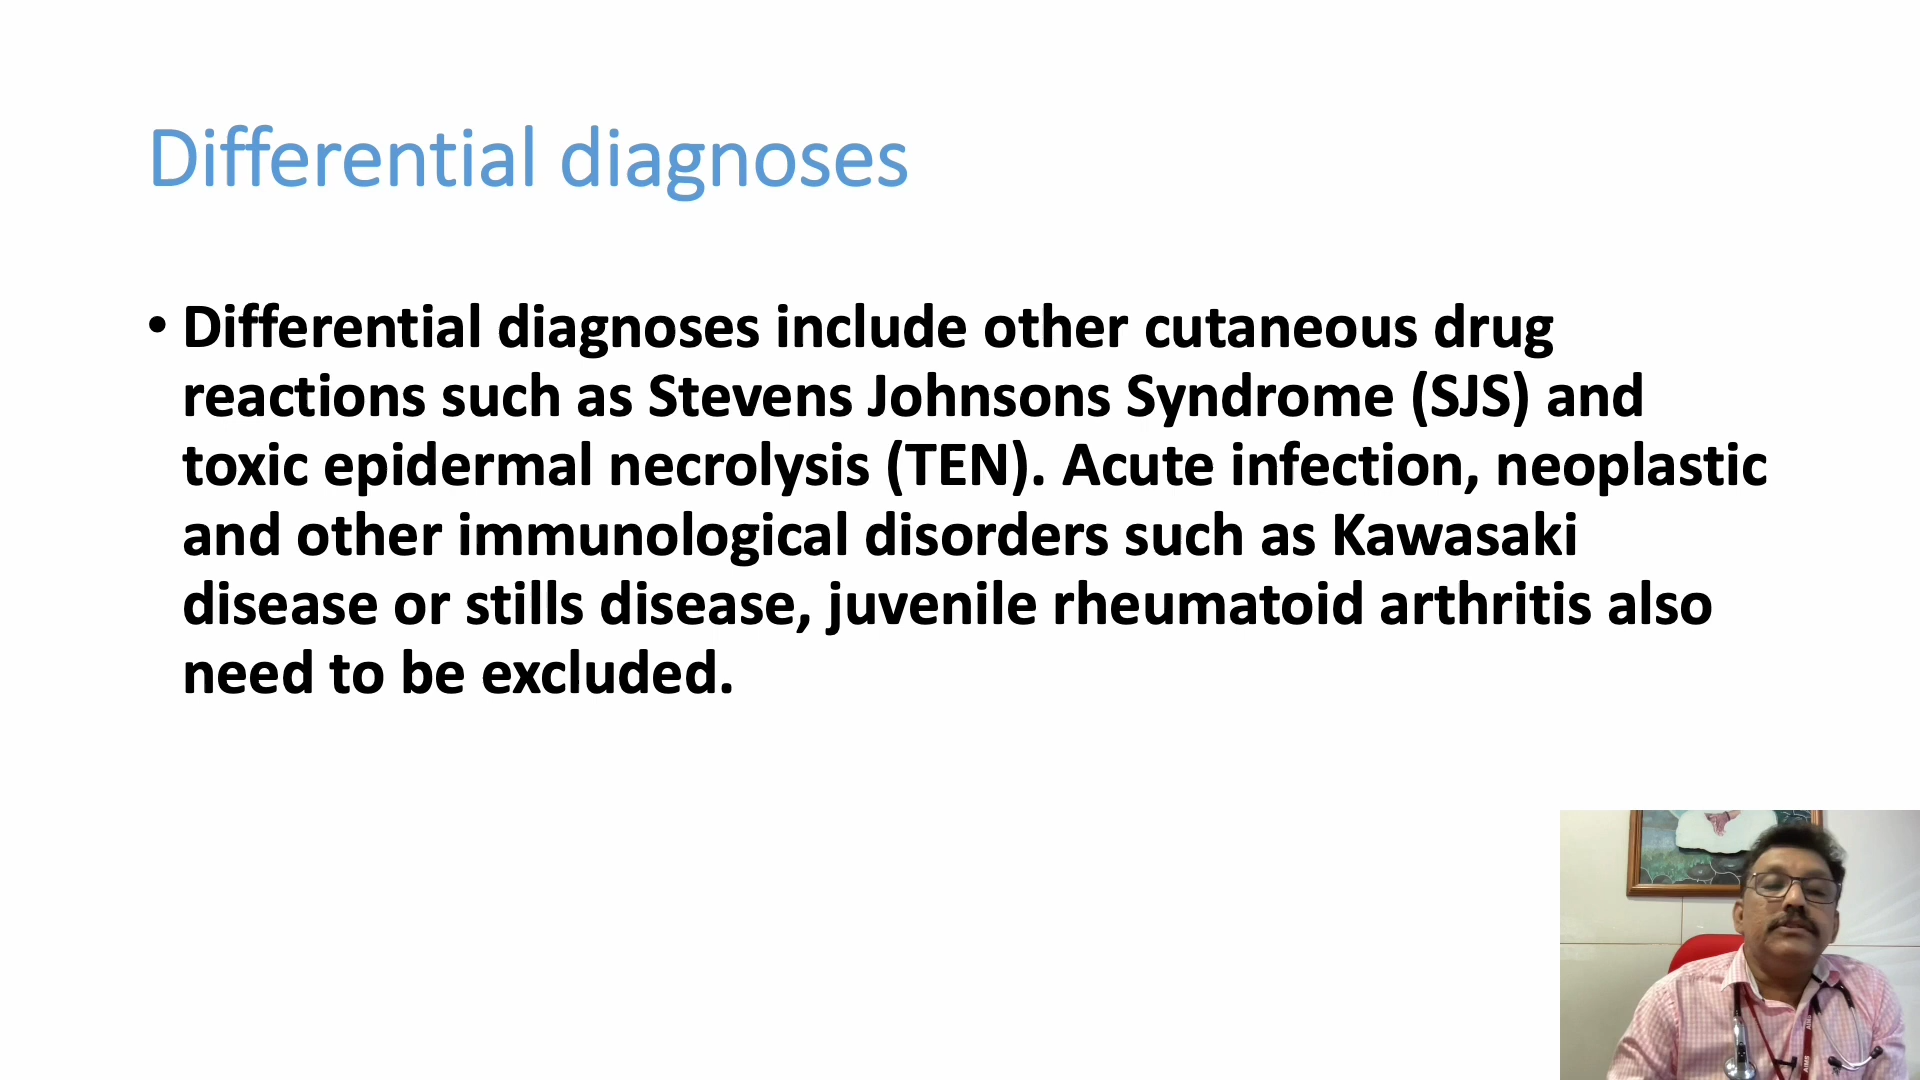 Differential diagnoses
• Differential diagnoses include other cutaneous drug
reactions such as Stevens Johnsons Syndrome (SJS) and
toxic epidermal necrolysis (TEN). Acute infection, neoplastic
and other immunological disorders such as Kawasaki
disease or stills disease, juvenile rheumatoid arthritis also
need to be excluded.
AIMS